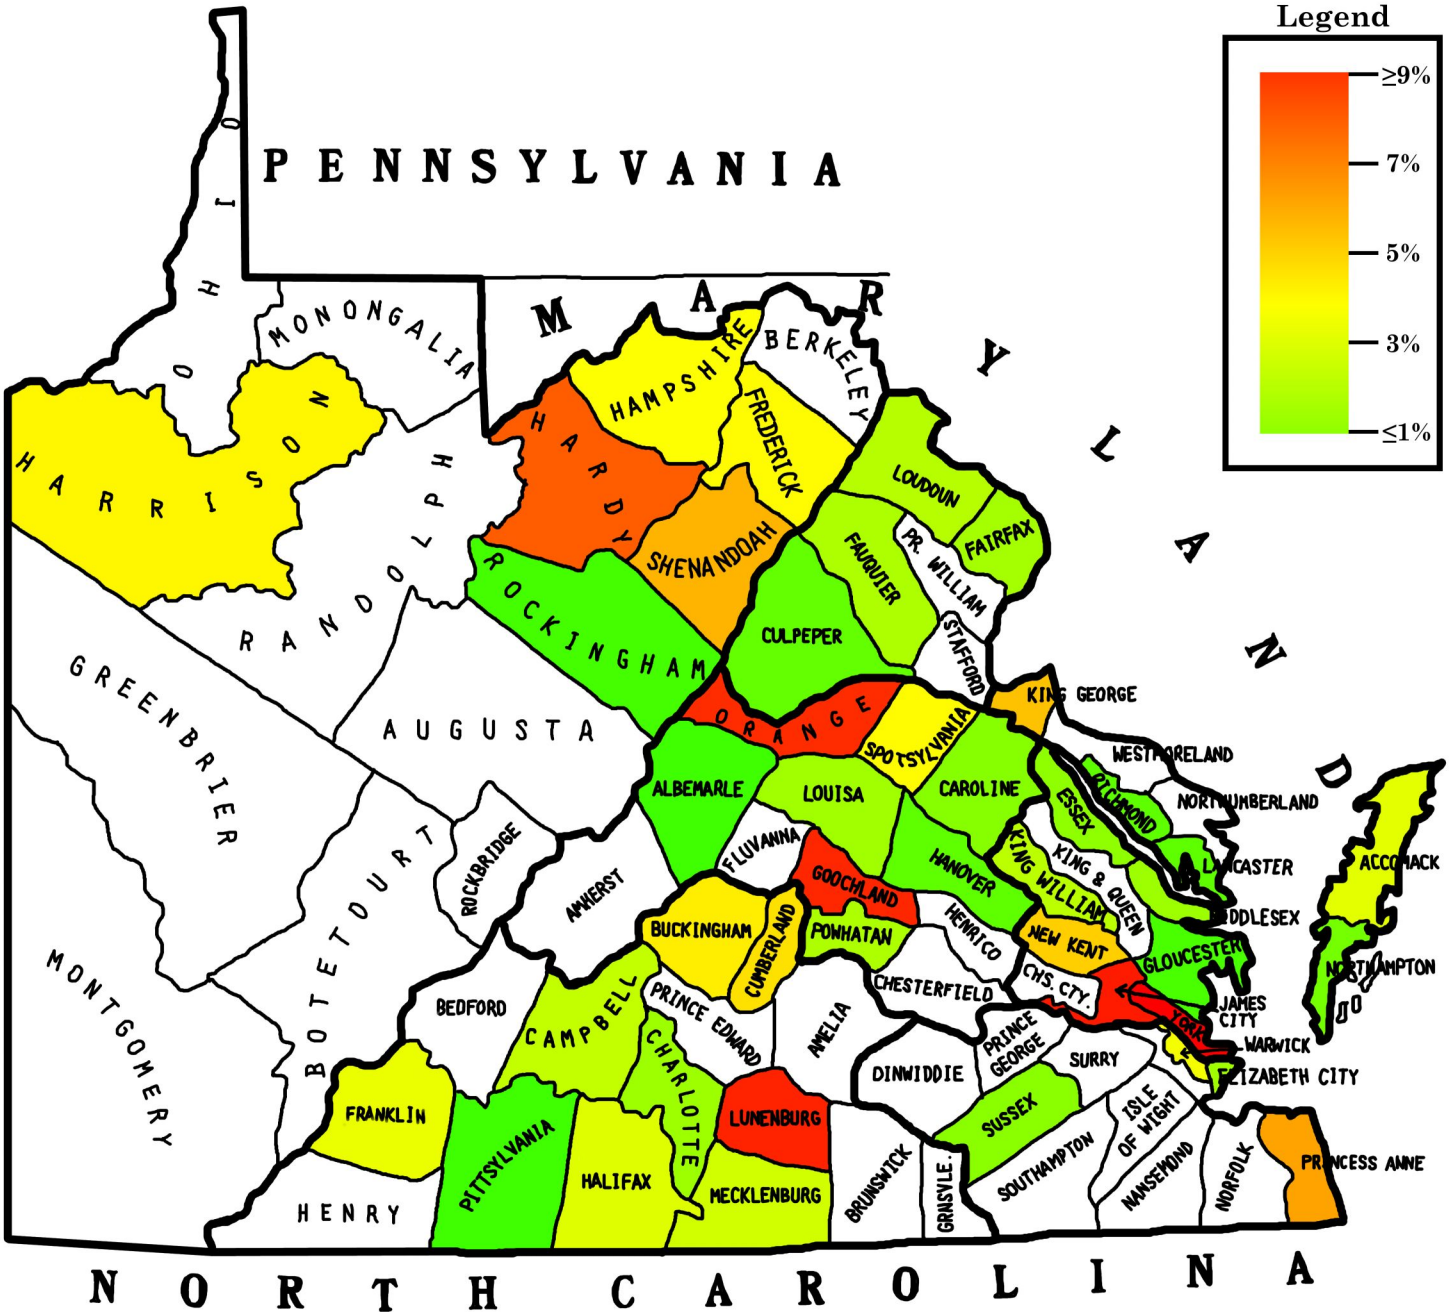 Legend
≥9%
7%
5%
3%
≤1%
PENNSYLVANIA
MARYLAND
NORTH CAROLINA
OHIO
MONONGALIA
HARRISON
RANDOLPH
HAMPSHIRE
BERKELEY
HARDY
FREDERICK
SHENANDOAH
LOUDOUN
FAIRFAX
FAUQUIER
PR. WILLIAM
STAFFORD
ROCKINGHAM
CULPEPER
GREENBRIER
AUGUSTA
ORANGE
SPOTSYLVANIA
KING GEORGE
WESTMORELAND
RICHMOND
NORTHUMBERLAND
ALBEMARLE
LOUISA
CAROLINE
ESSEX
LANCASTER
ACCOMACK
ROCKBRIDGE
FLUVANNA
GOOCHLAND
HANOVER
KING WILLIAM
KING & QUEEN
MIDDLESEX
BOTETOURT
AMHERST
BUCKINGHAM
CUMBERLAND
POWHATAN
HENRICO
NEW KENT
GLOUCESTER
NORTHAMPTON
MONTGOMERY
BEDFORD
CAMPBELL
PRINCE EDWARD
AMELIA
CHESTERFIELD
CHS. CTY.
JAMES
CITY
YORK
WARWICK
ELIZABETH CITY
CHARLOTTE
DINWIDDIE
PRINCE
GEORGE
SURRY
ISLE
OF WIGHT
FRANKLIN
PITTSYLVANIA
HALIFAX
LUNENBURG
MECKLENBURG
BRUNSWICK
GRNSVLE.
SUSSEX
SOUTHAMPTON
NANSEMOND
NORFOLK
PRINCESS ANNE
HENRY